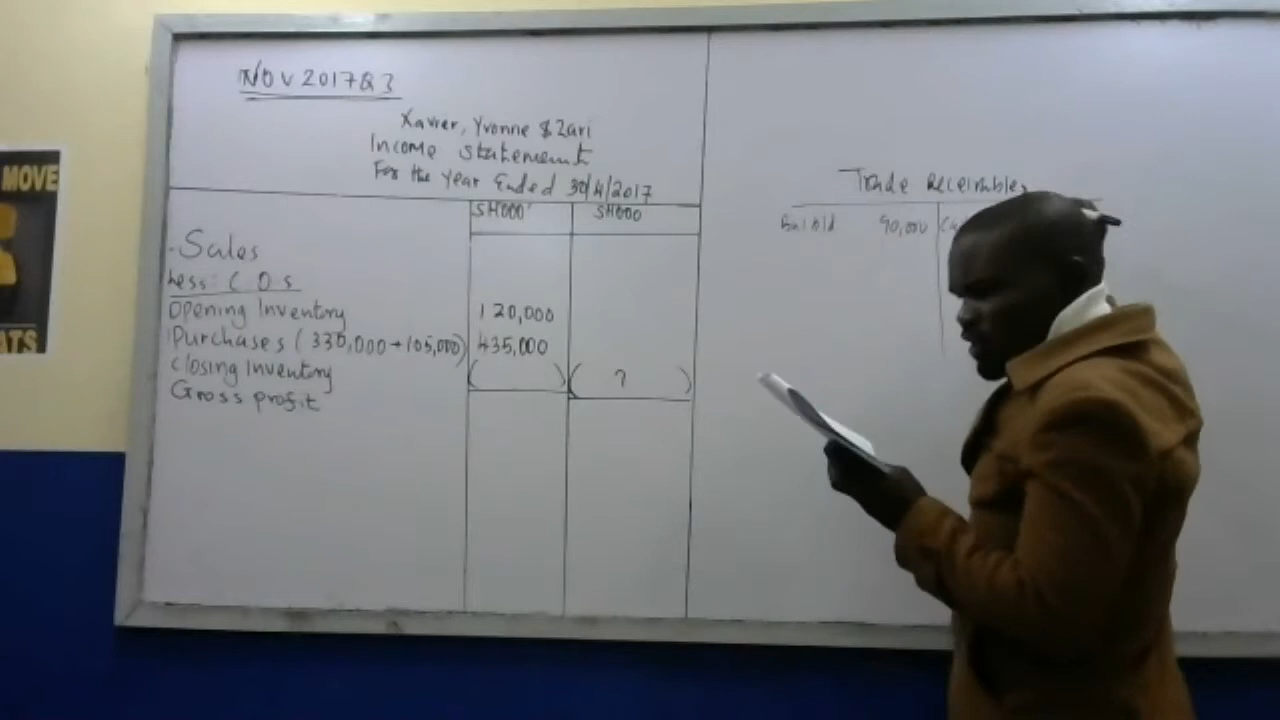 MOVE
ATS
NOV 2017 Q3
Xavier, Yvonne & Zari
Income statement
For the Year Ended 30/4/2017
SH000' SH000
Sales
Less: COS
Opening Inventory 120,000
Purchases (330,000+105,000) 435,000
Closing Inventory ( ) ( ? )
Gross profit
Trade Receivables
Bal b/d 90,000